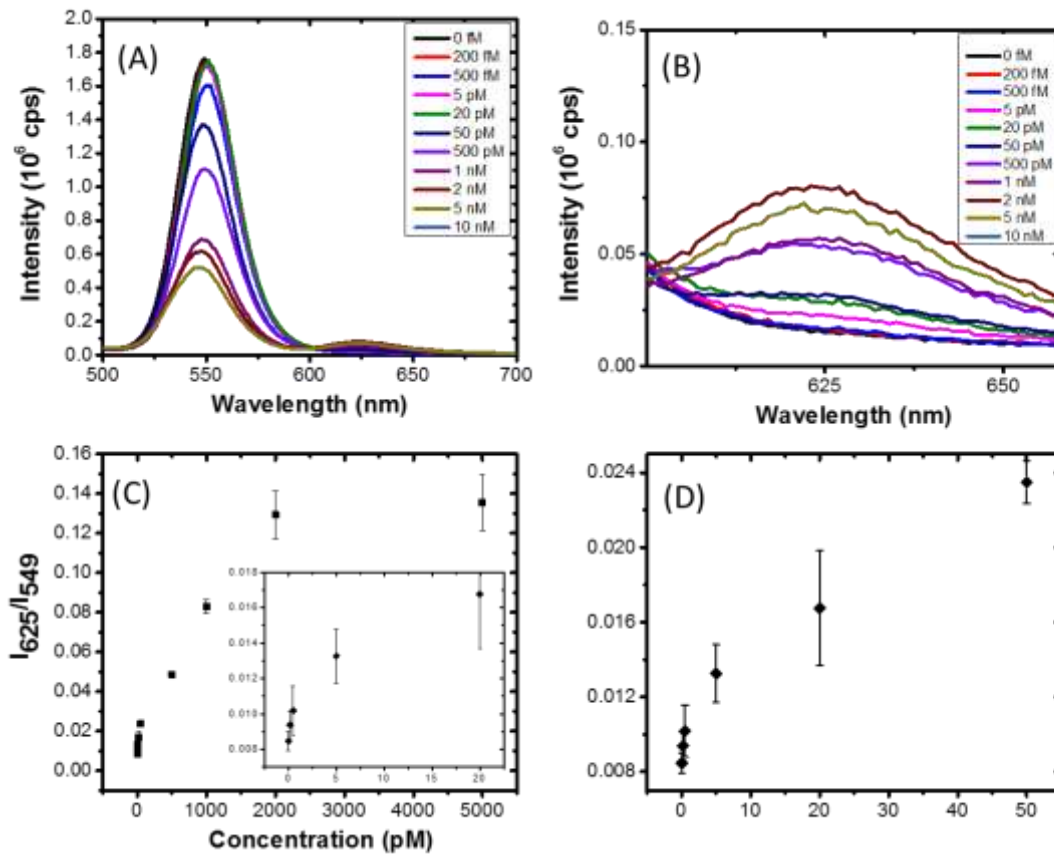 (A)
Intensity (10⁶ cps)
2.0
1.8
1.6
1.4
1.2
1.0
0.8
0.6
0.4
0.2
0.0
500
550
600
650
700
Wavelength (nm)
0 fM
200 fM
500 fM
5 pM
20 pM
50 pM
500 pM
1 nM
2 nM
5 nM
10 nM
(B)
Intensity (10⁶ cps)
0.15
0.10
0.05
0.00
625
650
Wavelength (nm)
0 fM
200 fM
500 fM
5 pM
20 pM
50 pM
500 pM
1 nM
2 nM
5 nM
10 nM
(C)
I₆₂₅/I₅₄₉
0.16
0.14
0.12
0.10
0.08
0.06
0.04
0.02
0.00
0
1000
2000
3000
4000
5000
Concentration (pM)
0.018
0.016
0.014
0.012
0.010
0.008
0
5
10
15
20
(D)
0.024
0.020
0.016
0.012
0.008
0
10
20
30
40
50